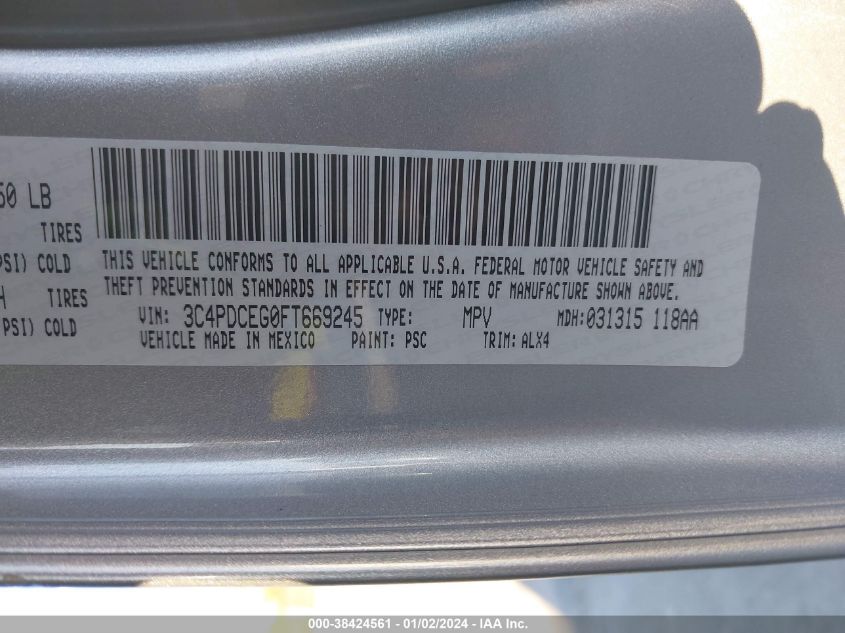 50 LB
TIRES
PSI) COLD
TIRES
PSI) COLD
THIS VEHICLE CONFORMS TO ALL APPLICABLE U.S.A. FEDERAL MOTOR VEHICLE SAFETY AND
THEFT PREVENTION STANDARDS IN EFFECT ON THE DATE OF MANUFACTURE SHOWN ABOVE.
VIN: 3C4PDCEG0FT669245 TYPE: MPV MDH:031315 118AA
VEHICLE MADE IN MEXICO PAINT: PSC TRIM: ALX4
000-38424561 - 01/02/2024 - IAA Inc.